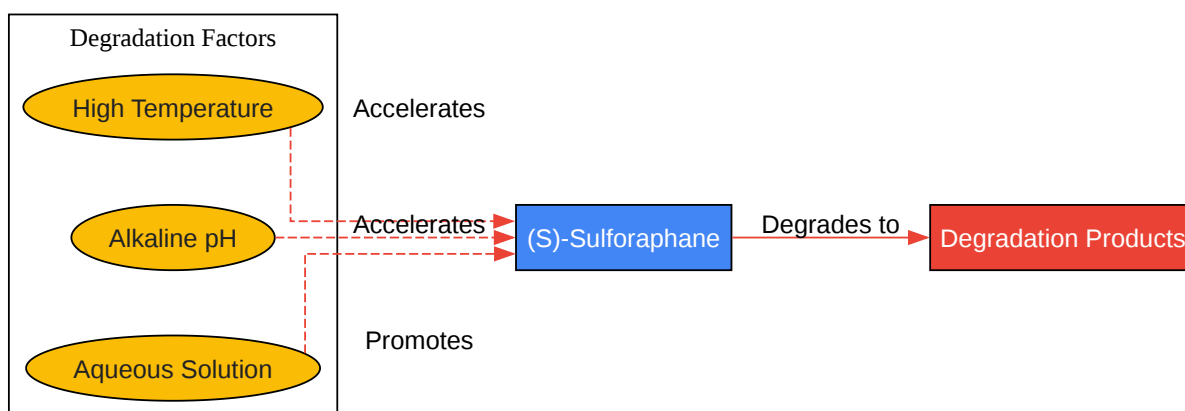 Degradation Factors
High Temperature
Accelerates
Alkaline pH
Accelerates
(S)-Sulforaphane
Degrades to
Degradation Products
Aqueous Solution
Promotes